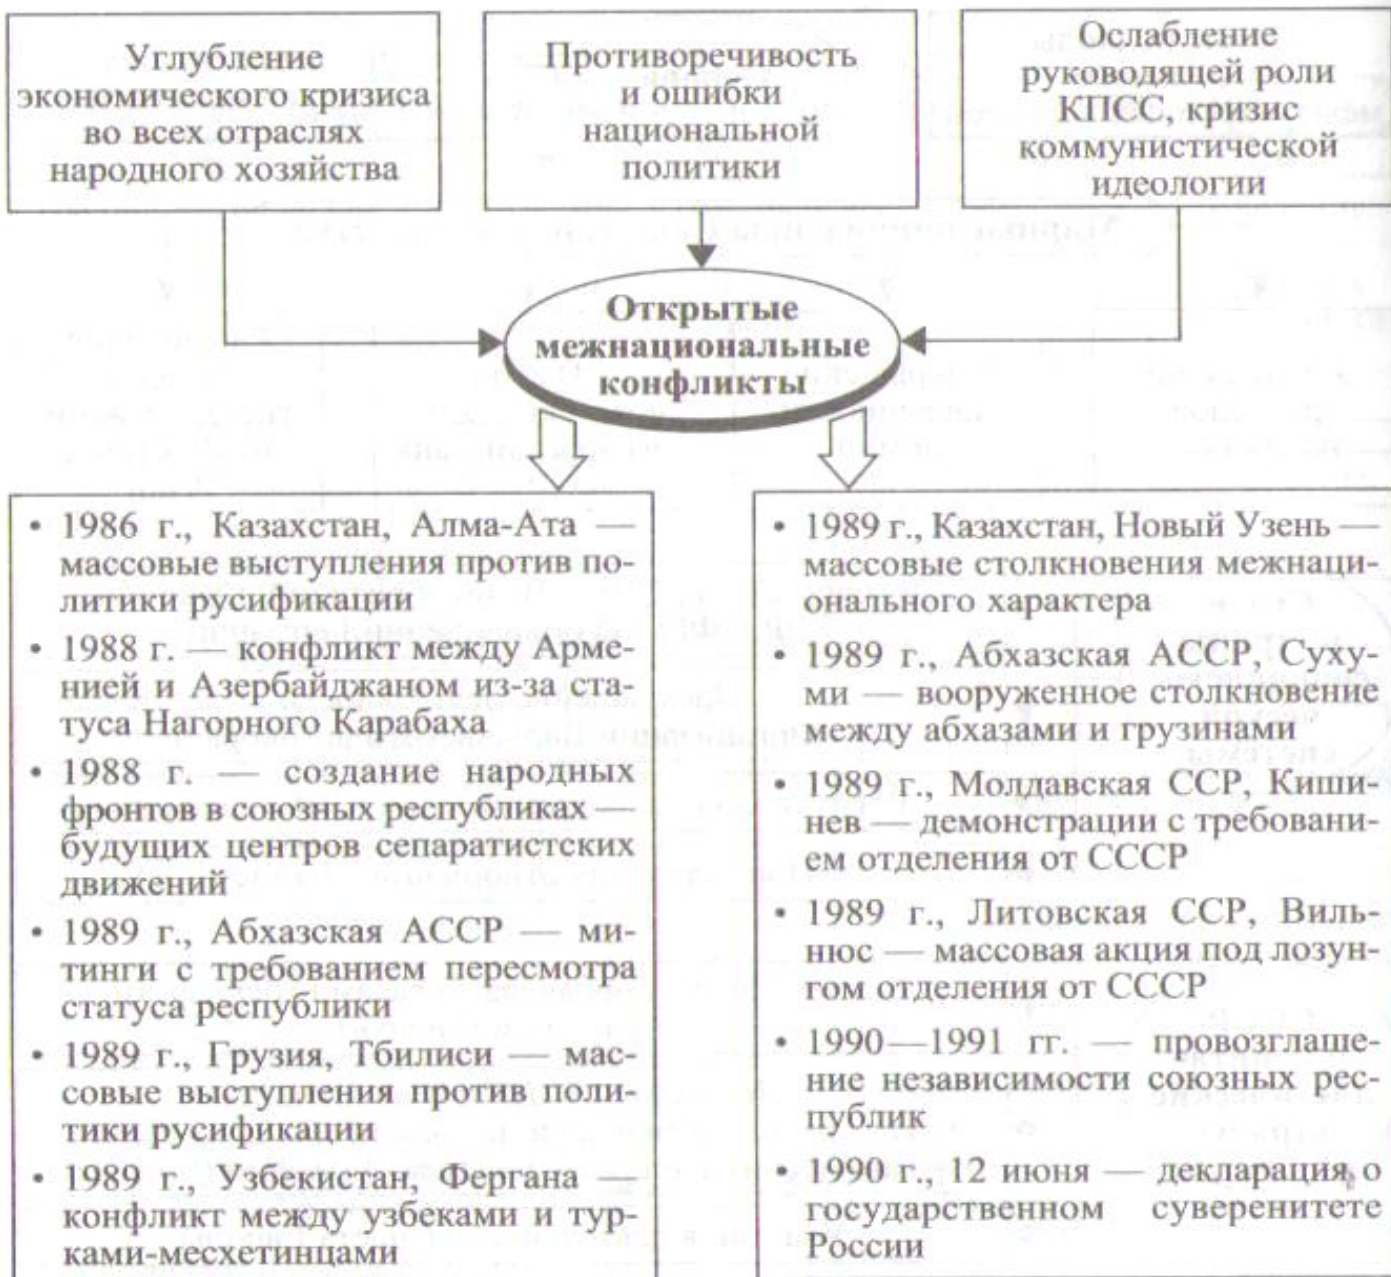 Углубление
экономического кризиса
во всех отраслях
народного хозяйства
Противоречивость
и ошибки
национальной
политики
Ослабление
руководящей роли
КПСС, кризис
коммунистической
идеологии
Открытые
межнациональные
конфликты
• 1986 г., Казахстан, Алма-Ата —
массовые выступления против по-
литики русификации
• 1988 г. — конфликт между Арме-
нией и Азербайджаном из-за ста-
туса Нагорного Карабаха
• 1988 г. — создание народных
фронтов в союзных республиках —
будущих центров сепаратистских
движений
• 1989 г., Абхазская АССР — ми-
тинги с требованием пересмотра
статуса республики
• 1989 г., Грузия, Тбилиси — мас-
совые выступления против поли-
тики русификации
• 1989 г., Узбекистан, Фергана —
конфликт между узбеками и тур-
ками-месхетинцами
• 1989 г., Казахстан, Новый Узень —
массовые столкновения межнаци-
онального характера
• 1989 г., Абхазская АССР, Суху-
ми — вооруженное столкновение
между абхазами и грузинами
• 1989 г., Молдавская ССР, Киши-
нев — демонстрации с требовани-
ем отделения от СССР
• 1989 г., Литовская ССР, Виль-
нюс — массовая акция под лозун-
гом отделения от СССР
• 1990—1991 гг. — провозглаше-
ние независимости союзных рес-
публик
• 1990 г., 12 июня — декларация о
государственном суверенитете
России